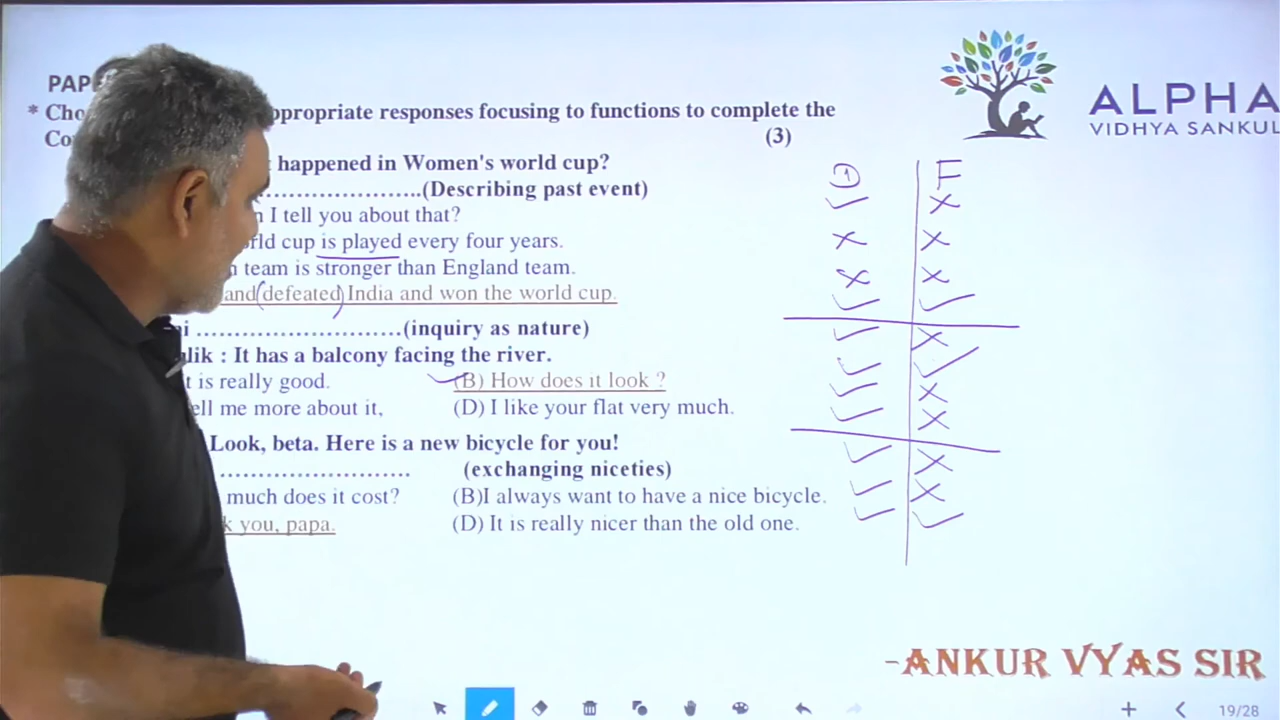 ALPHA
VIDHYA SANKUL
PAP
* Cho ppropriate responses focusing to functions to complete the
Co (3)
happened in Women's world cup?
........................(Describing past event)
I tell you about that?
rld cup is played every four years.
team is stronger than England team.
and (defeated) India and won the world cup.
...........................(inquiry as nature)
lik : It has a balcony facing the river.
t is really good. (B) How does it look ?
ell me more about it, (D) I like your flat very much.
Look, beta. Here is a new bicycle for you!
........................ (exchanging niceties)
much does it cost? (B)I always want to have a nice bicycle.
k you, papa. (D) It is really nicer than the old one.
F
-ANKUR VYAS SIR
19/28